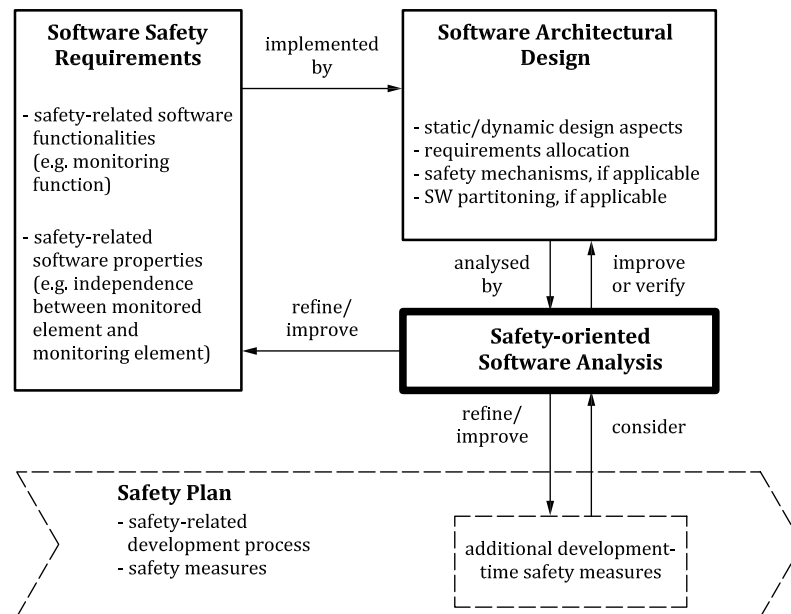 Software Safety
Requirements
- safety-related software
functionalities
(e.g. monitoring
function)
- safety-related
software properties
(e.g. independence
between monitored
element and
monitoring element)
implemented
by
Software Architectural
Design
- static/dynamic design aspects
- requirements allocation
- safety mechanisms, if applicable
- SW partitoning, if applicable
analysed
by
improve
or verify
refine/
improve
Safety-oriented
Software Analysis
refine/
improve
consider
Safety Plan
- safety-related
development process
- safety measures
additional development-
time safety measures